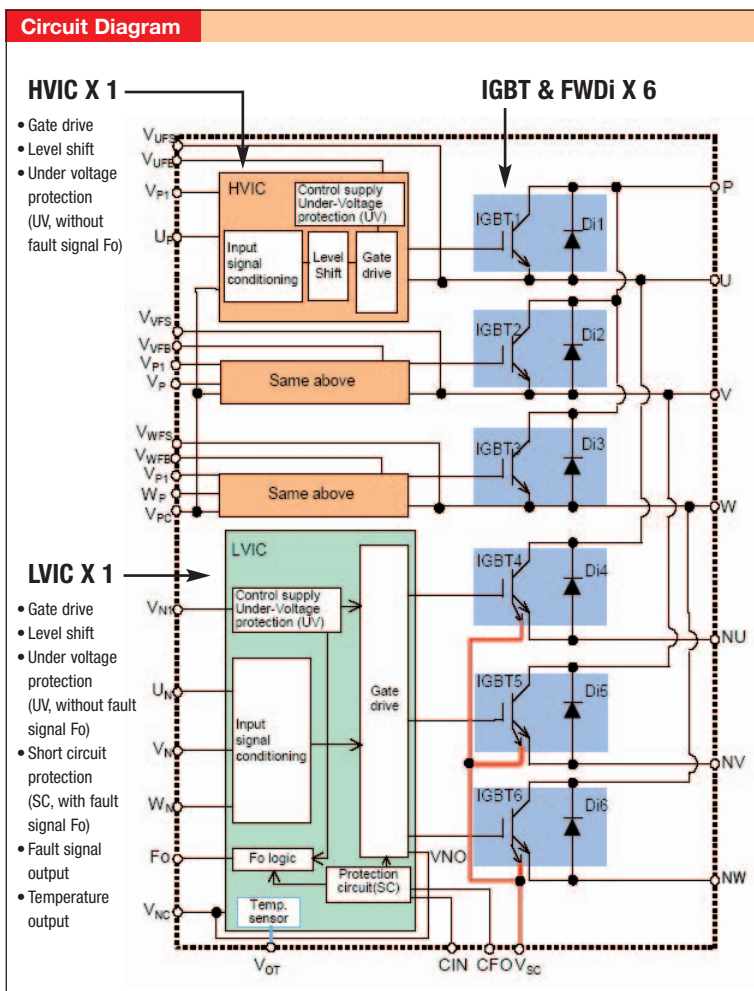 Circuit Diagram
HVIC X 1
• Gate drive
• Level shift
• Under voltage
protection
(UV, without
fault signal Fo)
IGBT & FWDi X 6
VUFS
VUFB
VP1
UP
HVIC
Control supply
Under-Voltage
protection (UV)
Input
signal
conditioning
Level
Shift
Gate
drive
IGBT1
Di1
P
U
VVFS
VVFB
VP1
VP
Same above
IGBT2
Di2
V
VWFS
VWFB
VP1
WP
VPC
Same above
IGBT3
Di3
W
LVIC X 1
• Gate drive
• Level shift
• Under voltage
protection
(UV, without fault
signal Fo)
• Short circuit
protection
(SC, with fault
signal Fo)
• Fault signal
output
• Temperature
output
LVIC
VN1
UN
VN
WN
Fo
VNC
Control supply
Under-Voltage
protection (UV)
Input
signal
conditioning
Gate
drive
Fo logic
Protection
circuit(SC)
Temp.
sensor
VNO
IGBT4
Di4
NU
IGBT5
Di5
NV
IGBT6
Di6
NW
VOT
CIN
CFO
VSC